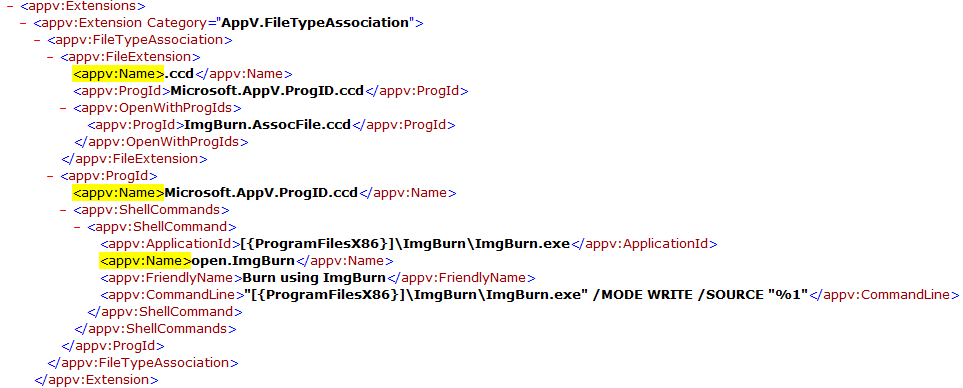 − <appv:Extensions>
− <appv:Extension Category="AppV.FileTypeAssociation">
− <appv:FileTypeAssociation>
− <appv:FileExtension>
<appv:Name>.ccd</appv:Name>
<appv:ProgId>Microsoft.AppV.ProgID.ccd</appv:ProgId>
− <appv:OpenWithProgIds>
<appv:ProgId>ImgBurn.AssocFile.ccd</appv:ProgId>
</appv:OpenWithProgIds>
</appv:FileExtension>
− <appv:ProgId>
<appv:Name>Microsoft.AppV.ProgID.ccd</appv:Name>
− <appv:ShellCommands>
− <appv:ShellCommand>
<appv:ApplicationId>[{ProgramFilesX86}]\ImgBurn\ImgBurn.exe</appv:ApplicationId>
<appv:Name>open.ImgBurn</appv:Name>
<appv:FriendlyName>Burn using ImgBurn</appv:FriendlyName>
<appv:CommandLine>"[{ProgramFilesX86}]\ImgBurn\ImgBurn.exe" /MODE WRITE /SOURCE "%1"</appv:CommandLine>
</appv:ShellCommand>
</appv:ShellCommands>
</appv:ProgId>
</appv:FileTypeAssociation>
</appv:Extension>